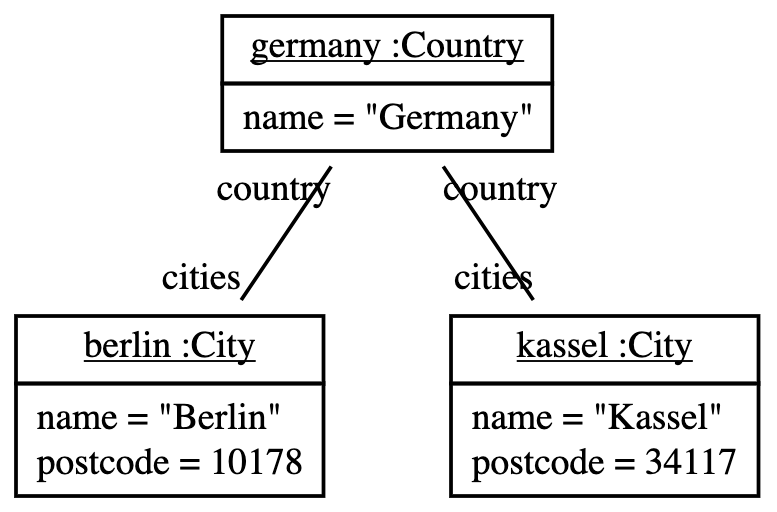 germany :Country
name = "Germany"
country
country
cities
cities
berlin :City
name = "Berlin"
postcode = 10178
kassel :City
name = "Kassel"
postcode = 34117